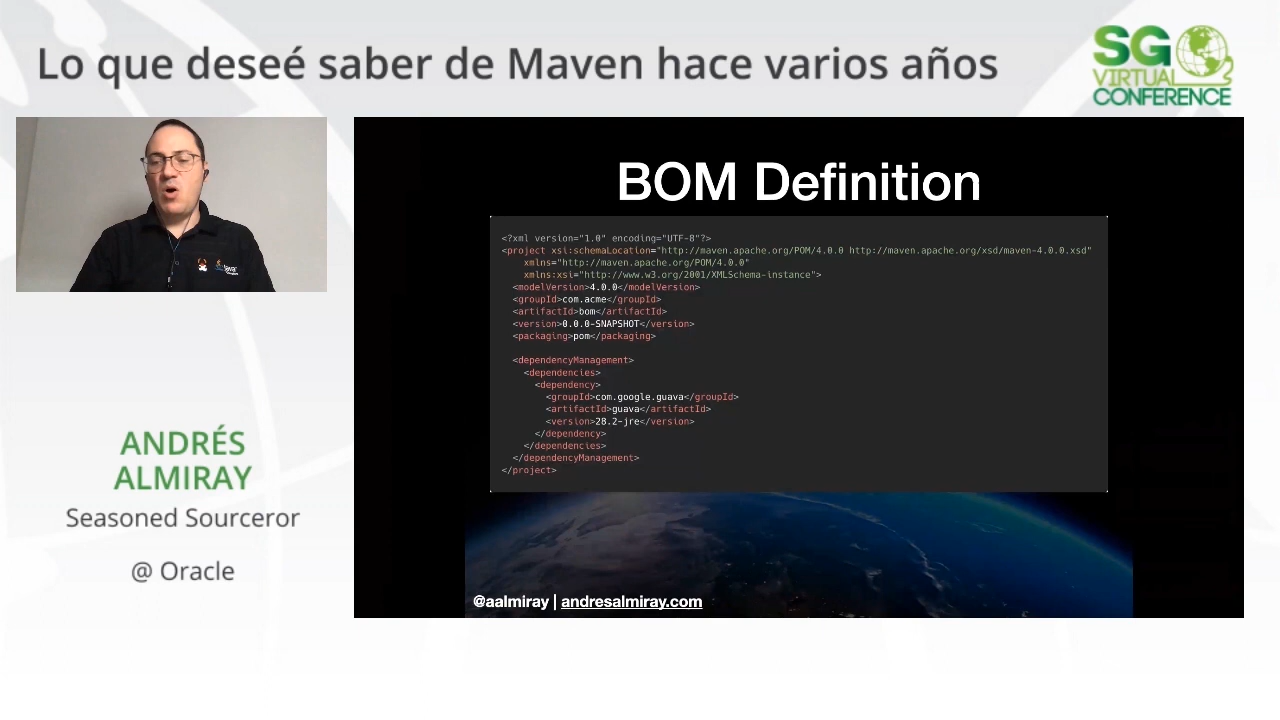 Lo que deseé saber de Maven hace varios años
SG
VIRTUAL
CONFERENCE
BOM Definition
<?xml version="1.0" encoding="UTF-8"?>
<project xsi:schemaLocation="http://maven.apache.org/POM/4.0.0 http://maven.apache.org/xsd/maven-4.0.0.xsd"
xmlns="http://maven.apache.org/POM/4.0.0"
xmlns:xsi="http://www.w3.org/2001/XMLSchema-instance">
<modelVersion>4.0.0</modelVersion>
<groupId>com.acme</groupId>
<artifactId>bom</artifactId>
<version>0.0.0-SNAPSHOT</version>
<packaging>pom</packaging>
<dependencyManagement>
<dependencies>
<dependency>
<groupId>com.google.guava</groupId>
<artifactId>guava</artifactId>
<version>28.2-jre</version>
</dependency>
</dependencies>
</dependencyManagement>
</project>
@aalmiray | andresalmiray.com
ANDRÉS
ALMIRAY
Seasoned Sourceror
@ Oracle